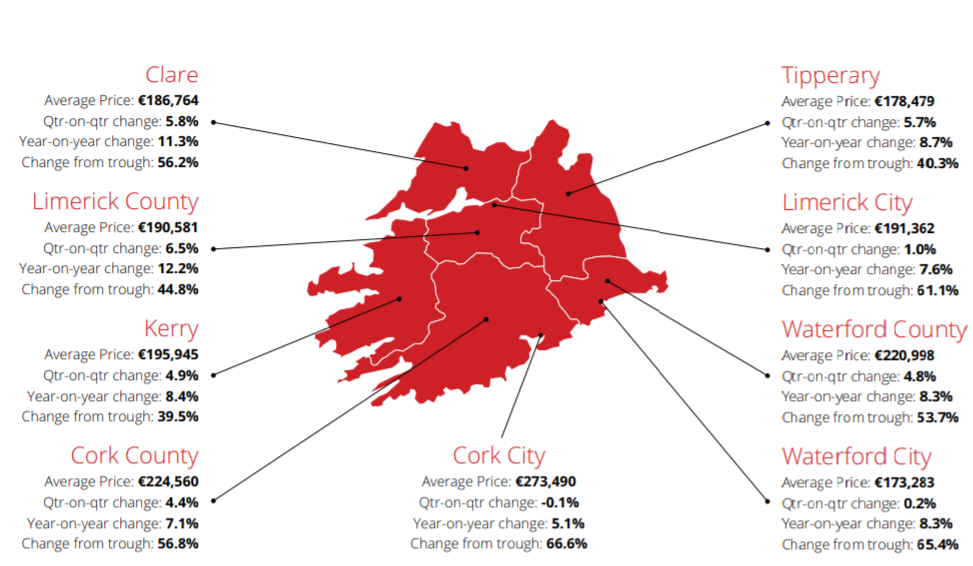 Clare
Average Price: €186,764
Qtr-on-qtr change: 5.8%
Year-on-year change: 11.3%
Change from trough: 56.2%
Limerick County
Average Price: €190,581
Qtr-on-qtr change: 6.5%
Year-on-year change: 12.2%
Change from trough: 44.8%
Kerry
Average Price: €195,945
Qtr-on-qtr change: 4.9%
Year-on-year change: 8.4%
Change from trough: 39.5%
Cork County
Average Price: €224,560
Qtr-on-qtr change: 4.4%
Year-on-year change: 7.1%
Change from trough: 56.8%
Cork City
Average Price: €273,490
Qtr-on-qtr change: -0.1%
Year-on-year change: 5.1%
Change from trough: 66.6%
Tipperary
Average Price: €178,479
Qtr-on-qtr change: 5.7%
Year-on-year change: 8.7%
Change from trough: 40.3%
Limerick City
Average Price: €191,362
Qtr-on-qtr change: 1.0%
Year-on-year change: 7.6%
Change from trough: 61.1%
Waterford County
Average Price: €220,998
Qtr-on-qtr change: 4.8%
Year-on-year change: 8.3%
Change from trough: 53.7%
Waterford City
Average Price: €173,283
Qtr-on-qtr change: 0.2%
Year-on-year change: 8.3%
Change from trough: 65.4%